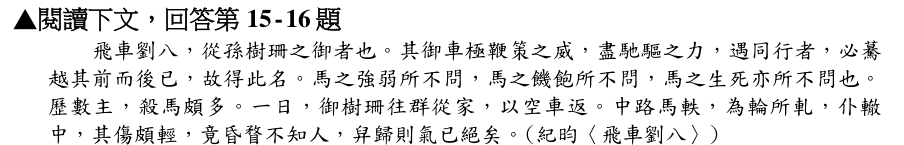 ▲閱讀下文，回答第 15-16 題
飛車劉八，從孫樹珊之御者也。其御車極鞭策之威，盡馳驅之力，遇同行者，必驀
越其前而後已，故得此名。馬之強弱所不問，馬之饑飽所不問，馬之生死亦所不問也。
歷數主，殺馬頗多。一日，御樹珊往群從家，以空車返。中路馬軼，為輪所軋，仆轍
中，其傷頗輕，竟昏瞀不知人，舁歸則氣已絕矣。(紀昀〈飛車劉八〉)